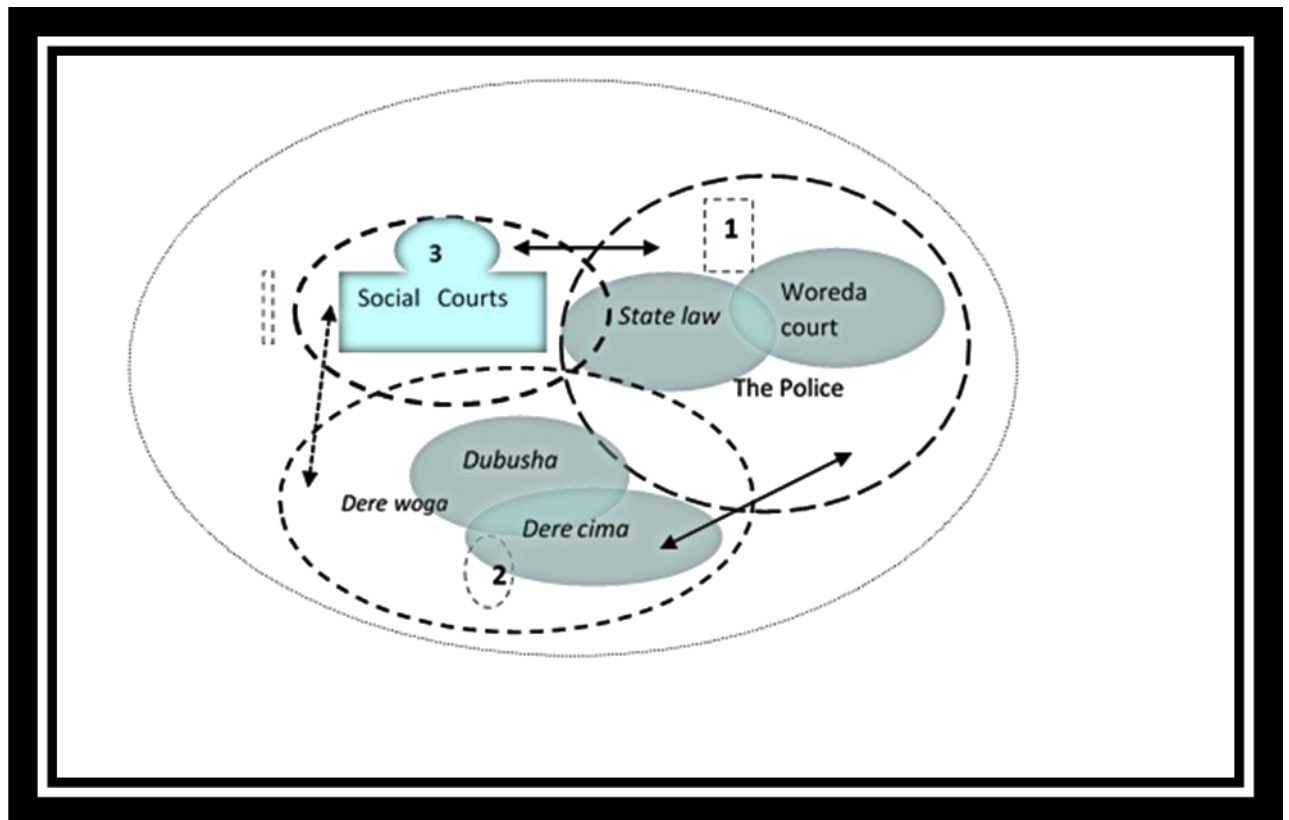 1
3
Social Courts
State law
Woreda
court
The Police
Dubusha
Dere woga
Dere cima
2